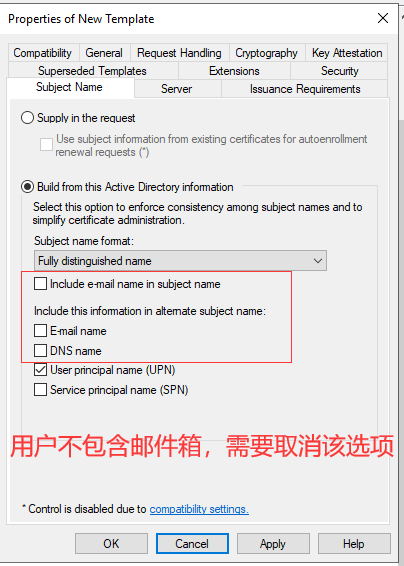 Properties of New Template
Compatibility General Request Handling Cryptography Key Attestation
Superseded Templates Extensions Security
Subject Name Server Issuance Requirements
Supply in the request
Use subject information from existing certificates for autoenrollment
renewal requests (*)
Build from this Active Directory information
Select this option to enforce consistency among subject names and to
simplify certificate administration.
Subject name format:
Fully distinguished name
Include e-mail name in subject name
Include this information in alternate subject name:
E-mail name
DNS name
User principal name (UPN)
Service principal name (SPN)
用户不包含邮件箱，需要取消该选项
* Control is disabled due to compatibility settings.
OK Cancel Apply Help